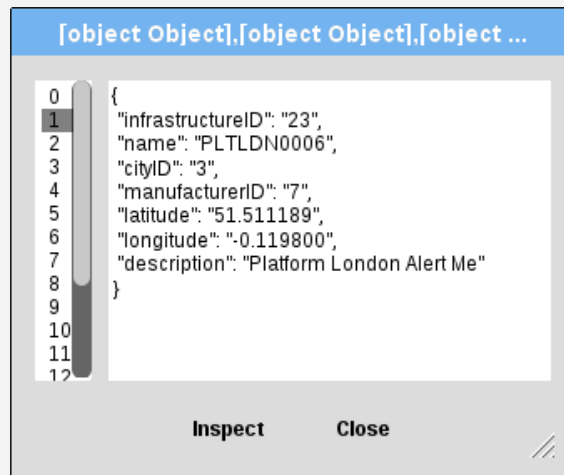 [object Object],[object Object],[object ...
0
1
2
3
4
5
6
7
8
9
10
11
12
{
"infrastructureID": "23",
"name": "PLTLDN0006",
"cityID": "3",
"manufacturerID": "7",
"latitude": "51.511189",
"longitude": "-0.119800",
"description": "Platform London Alert Me"
}
Inspect
Close